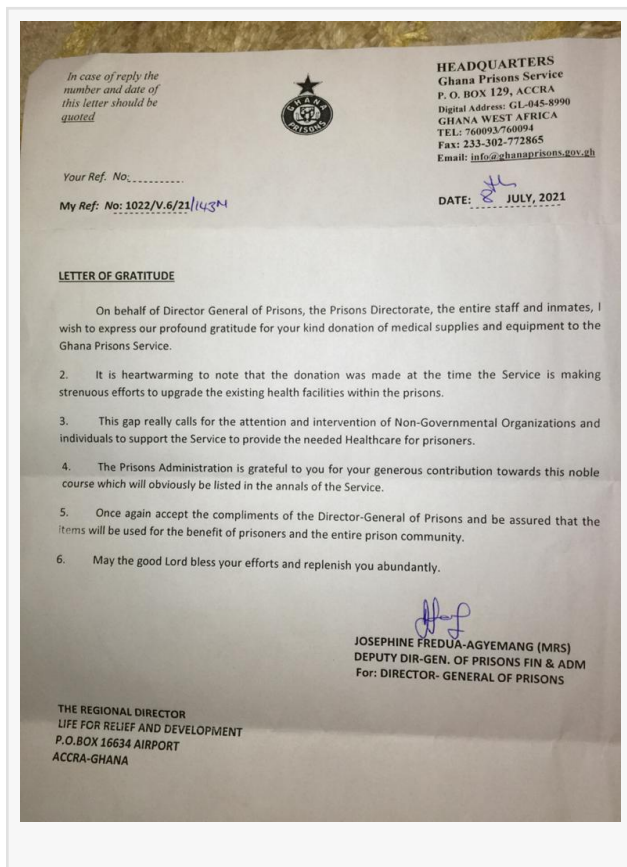 In case of reply the
number and date of
this letter should be
quoted
GHANA
PRISONS
HEADQUARTERS
Ghana Prisons Service
P. O. BOX 129, ACCRA
Digital Address: GL-045-8990
GHANA WEST AFRICA
TEL: 760093/760094
Fax: 233-302-772865
Email: info@ghanaprisons.gov.gh
Your Ref. No:
My Ref: No: 1022/V.6/21/143M
DATE: 8th JULY, 2021
LETTER OF GRATITUDE
On behalf of Director General of Prisons, the Prisons Directorate, the entire staff and inmates, I
wish to express our profound gratitude for your kind donation of medical supplies and equipment to the
Ghana Prisons Service.
2. It is heartwarming to note that the donation was made at the time the Service is making
strenuous efforts to upgrade the existing health facilities within the prisons.
3. This gap really calls for the attention and intervention of Non-Governmental Organizations and
individuals to support the Service to provide the needed Healthcare for prisoners.
4. The Prisons Administration is grateful to you for your generous contribution towards this noble
course which will obviously be listed in the annals of the Service.
5. Once again accept the compliments of the Director-General of Prisons and be assured that the
items will be used for the benefit of prisoners and the entire prison community.
6. May the good Lord bless your efforts and replenish you abundantly.
JOSEPHINE FREDUA-AGYEMANG (MRS)
DEPUTY DIR-GEN. OF PRISONS FIN & ADM
For: DIRECTOR- GENERAL OF PRISONS
THE REGIONAL DIRECTOR
LIFE FOR RELIEF AND DEVELOPMENT
P.O.BOX 16634 AIRPORT
ACCRA-GHANA